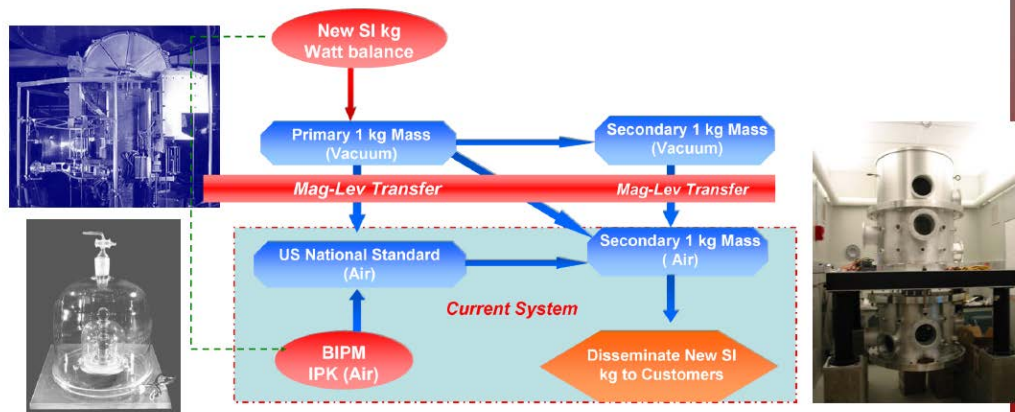 New SI kg
Watt balance
Primary 1 kg Mass
(Vacuum)
Secondary 1 kg Mass
(Vacuum)
Mag-Lev Transfer
Mag-Lev Transfer
US National Standard
(Air)
Secondary 1 kg Mass
( Air)
Current System
BIPM
IPK (Air)
Disseminate New SI
kg to Customers